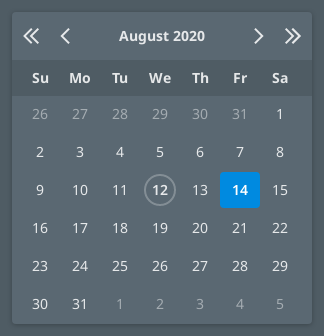 August 2020
Su Mo Tu We Th Fr Sa
26 27 28 29 30 31 1
2 3 4 5 6 7 8
9 10 11 12 13 14 15
16 17 18 19 20 21 22
23 24 25 26 27 28 29
30 31 1 2 3 4 5